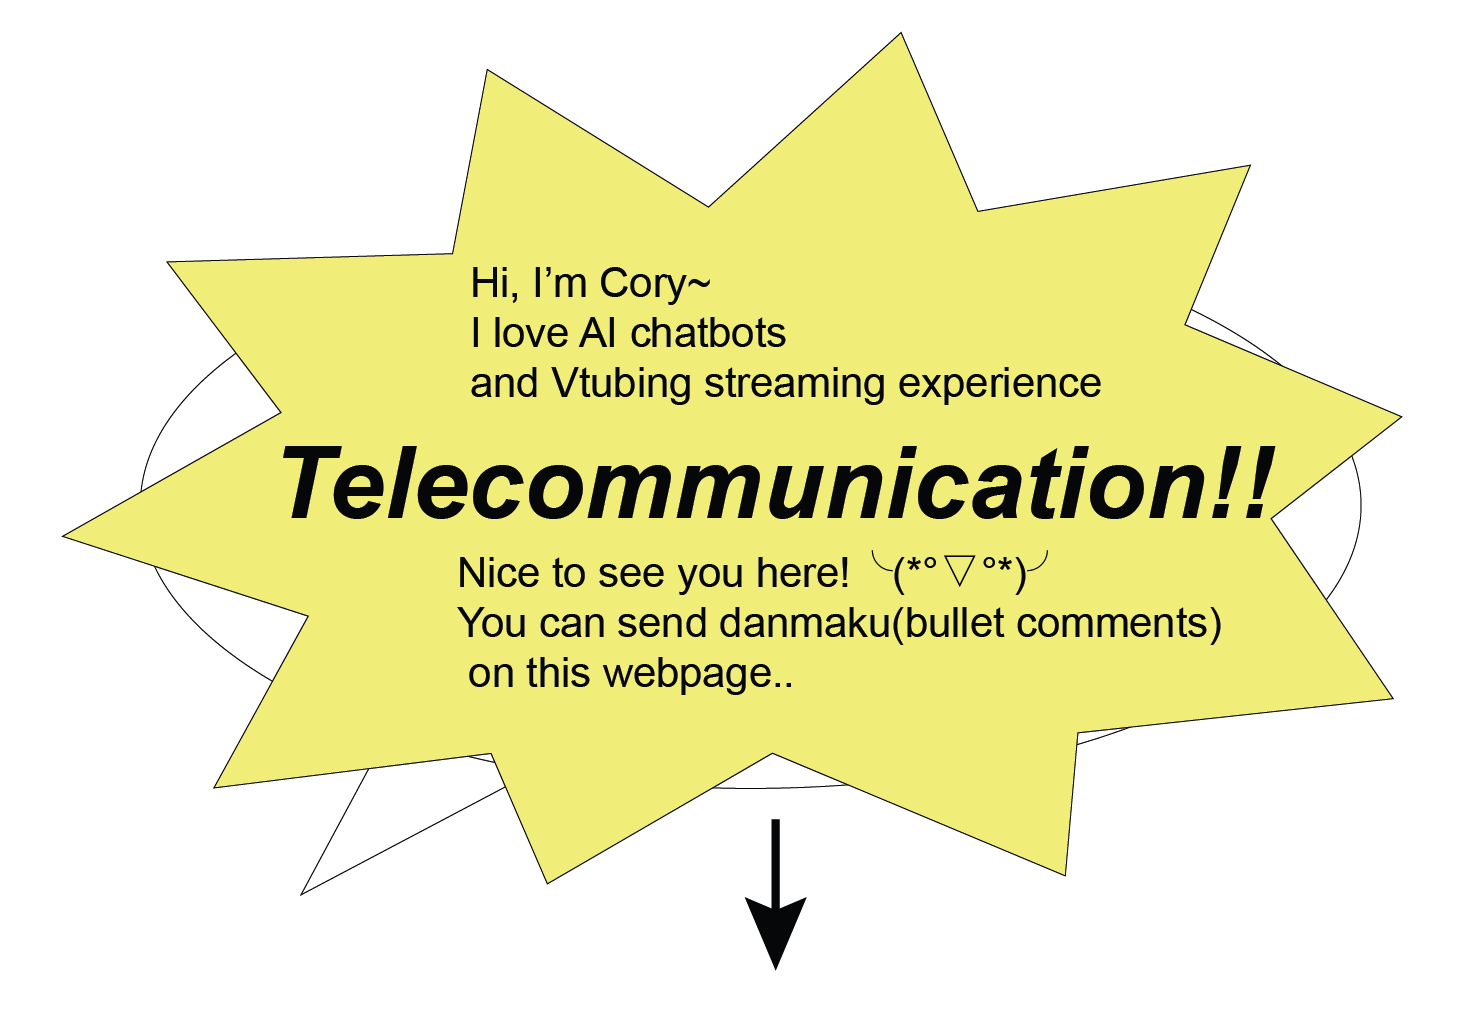 Hi, I’m Cory~
I love AI chatbots
and Vtubing streaming experience
Telecommunication!!
Nice to see you here! ╰(*°▽°*)╯
You can send danmaku(bullet comments)
on this webpage..